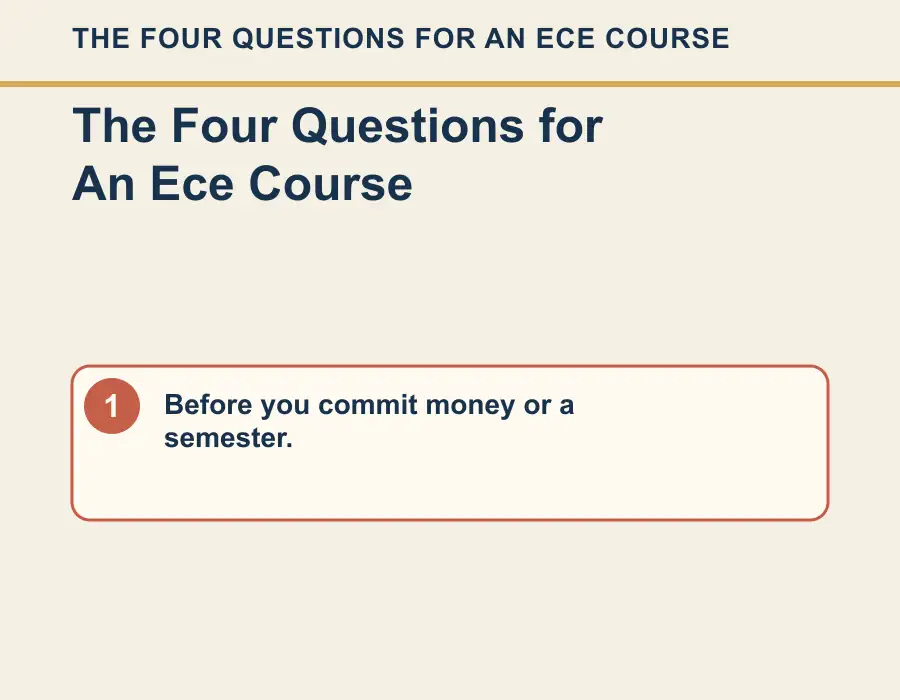 THE FOUR QUESTIONS FOR AN ECE COURSE
The Four Questions for
An Ece Course
1
Before you commit money or a
semester.